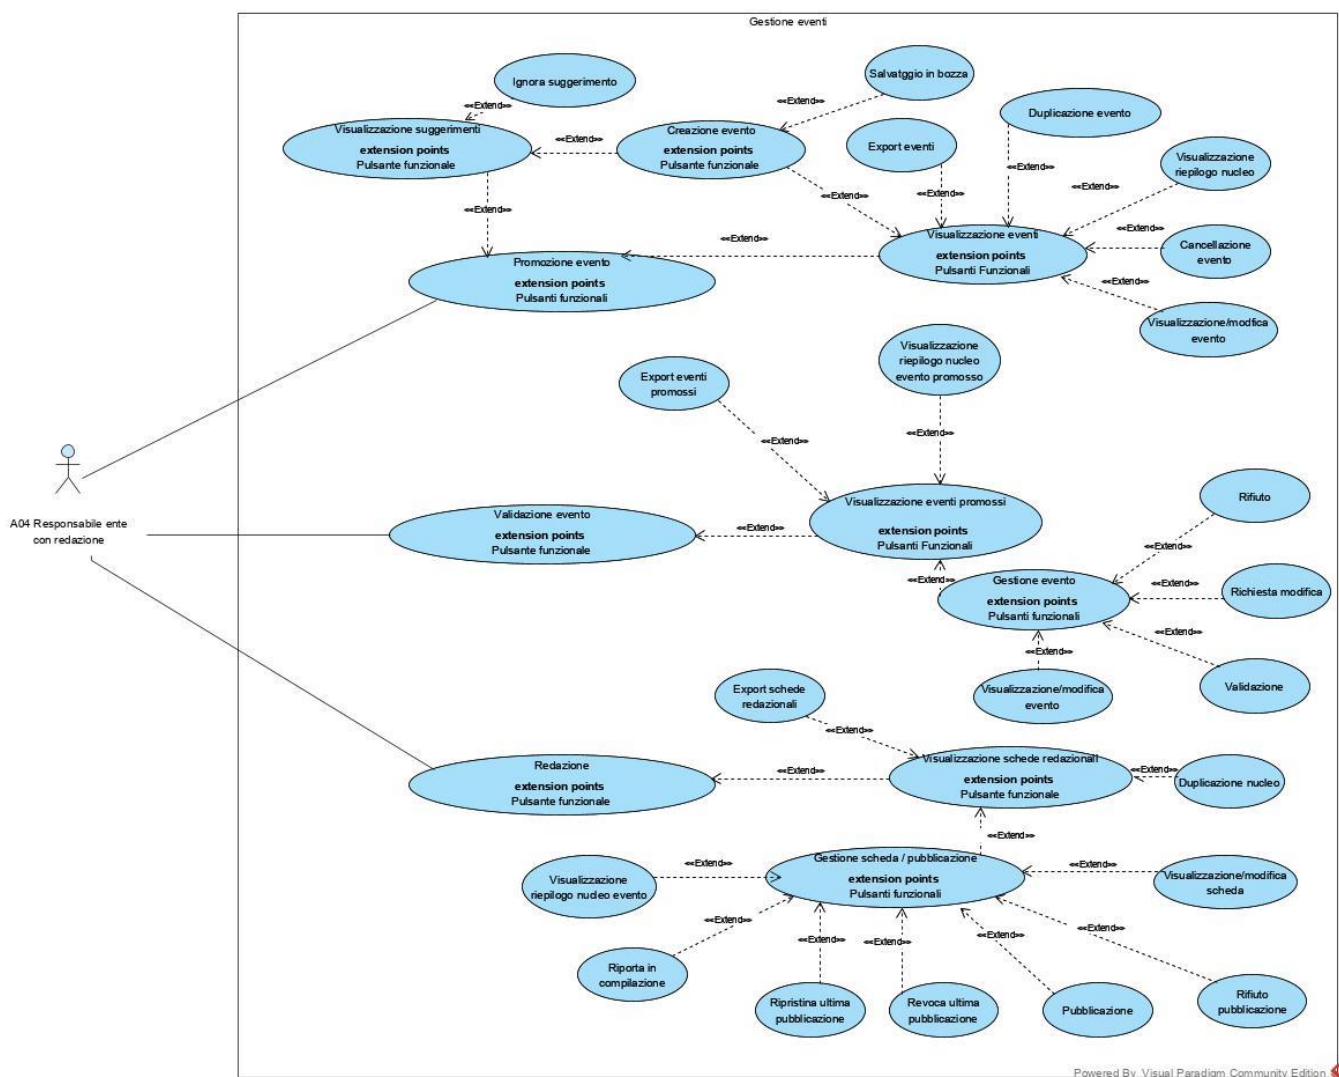 Gestione eventi
Ignora suggerimento
Salvatggio in bozza
<<Extend>>
<<Extend>>
Duplicazione evento
Visualizzazione suggerimenti
extension points
Pulsante funzionale
<<Extend>>
Creazione evento
extension points
Pulsante funzionale
Export eventi
Visualizzazione
riepilogo nucleo
<<Extend>>
<<Extend>>
<<Extend>>
<<Extend>>
<<Extend>>
<<Extend>>
Visualizzazione eventi
extension points
Pulsanti Funzionali
<<Extend>>
Cancellazione
evento
<<Extend>>
Promozione evento
extension points
Pulsanti funzionali
<<Extend>>
Visualizzazione/modfica
evento
Visualizzazione
riepilogo nucleo
evento promosso
Export eventi
promossi
<<Extend>>
<<Extend>>
A04 Responsabile ente
con redazione
Validazione evento
extension points
Pulsante funzionale
<<Extend>>
Visualizzazione eventi promossi
extension points
Pulsanti Funzionali
Rifiuto
<<Extend>>
<<Extend>>
Gestione evento
extension points
Pulsanti funzionali
<<Extend>>
Richiesta modifica
<<Extend>>
<<Extend>>
Validazione
Visualizzazione/modifica
evento
Export schede
redazionali
<<Extend>>
Redazione
extension points
Pulsante funzionale
<<Extend>>
Visualizzazione schede redazionali
extension points
Pulsante funzionale
<<Extend>>
Duplicazione nucleo
<<Extend>>
Gestione scheda / pubblicazione
extension points
Pulsanti funzionali
<<Extend>>
Visualizzazione
riepilogo nucleo evento
<<Extend>>
Visualizzazione/modifica
scheda
<<Extend>>
<<Extend>>
<<Extend>>
<<Extend>>
<<Extend>>
Riporta in
compilazione
Ripristina ultima
pubblicazione
Revoca ultima
pubblicazione
Pubblicazione
Rifiuto
pubblicazione
Powered By Visual Paradigm Community Edition